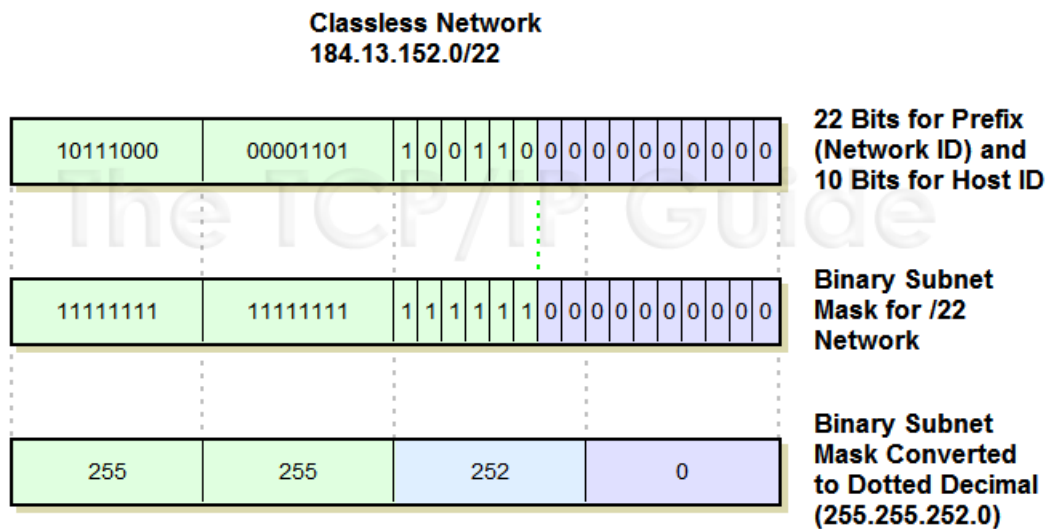 Classless Network
184.13.152.0/22
10111000 00001101 1 0 0 1 1 0 0 0 0 0 0 0 0 0 0 0
22 Bits for Prefix
(Network ID) and
10 Bits for Host ID
The TCP/IP Guide
11111111 11111111 1 1 1 1 1 1 0 0 0 0 0 0 0 0 0 0
Binary Subnet
Mask for /22
Network
255 255 252 0
Binary Subnet
Mask Converted
to Dotted Decimal
(255.255.252.0)